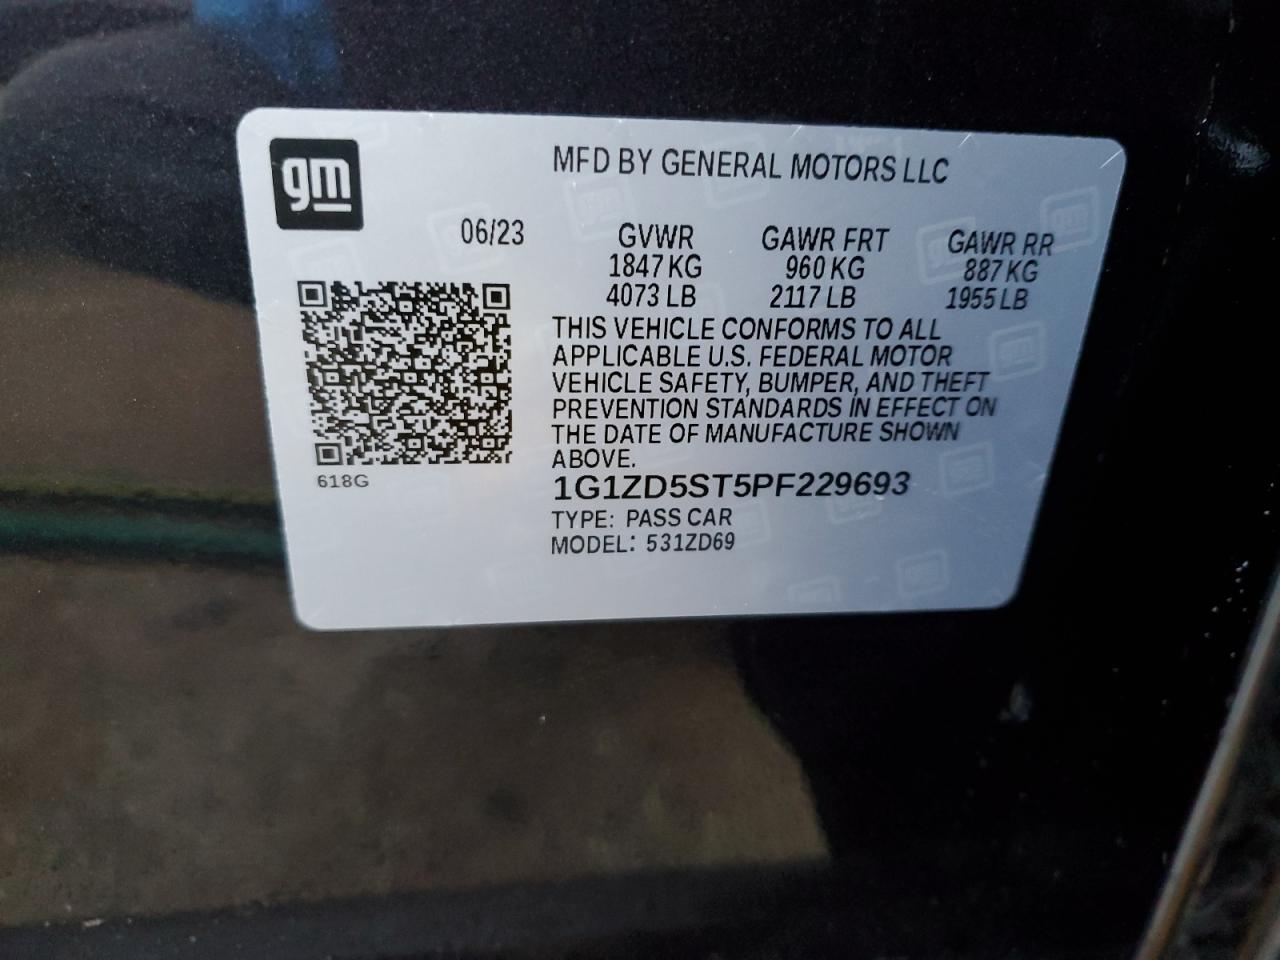 gm
MFD BY GENERAL MOTORS LLC
06/23
GVWR GAWR FRT GAWR RR
1847 KG 960 KG 887 KG
4073 LB 2117 LB 1955 LB
THIS VEHICLE CONFORMS TO ALL
APPLICABLE U.S. FEDERAL MOTOR
VEHICLE SAFETY, BUMPER, AND THEFT
PREVENTION STANDARDS IN EFFECT ON
THE DATE OF MANUFACTURE SHOWN
ABOVE.
618G
1G1ZD5ST5PF229693
TYPE: PASS CAR
MODEL: 531ZD69